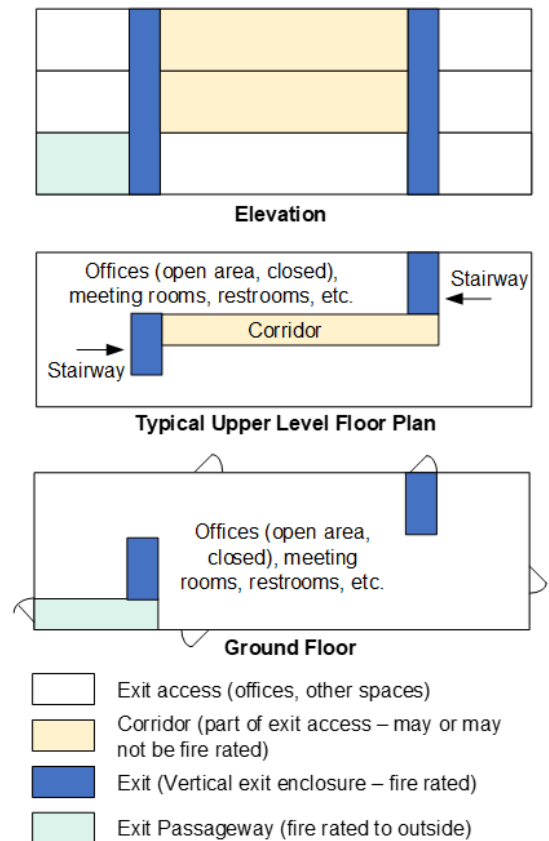 Elevation
Offices (open area, closed),
meeting rooms, restrooms, etc.
Stairway
Corridor
Stairway
Typical Upper Level Floor Plan
Offices (open area,
closed), meeting
rooms, restrooms, etc.
Ground Floor
Exit access (offices, other spaces)
Corridor (part of exit access – may or may
not be fire rated)
Exit (Vertical exit enclosure – fire rated)
Exit Passageway (fire rated to outside)